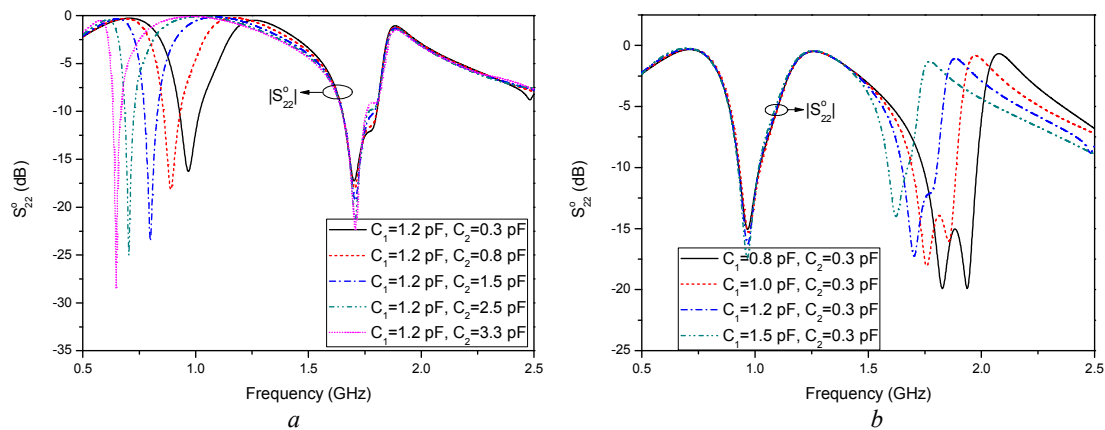 0
-5
-10
-15
-20
-25
-30
-35
S°22 (dB)
|S°22|
C1=1.2 pF, C2=0.3 pF
C1=1.2 pF, C2=0.8 pF
C1=1.2 pF, C2=1.5 pF
C1=1.2 pF, C2=2.5 pF
C1=1.2 pF, C2=3.3 pF
0.5 1.0 1.5 2.0 2.5
Frequency (GHz)
a
5
0
-5
-10
-15
-20
-25
S°22 (dB)
|S°22|
C1=0.8 pF, C2=0.3 pF
C1=1.0 pF, C2=0.3 pF
C1=1.2 pF, C2=0.3 pF
C1=1.5 pF, C2=0.3 pF
0.5 1.0 1.5 2.0 2.5
Frequency (GHz)
b